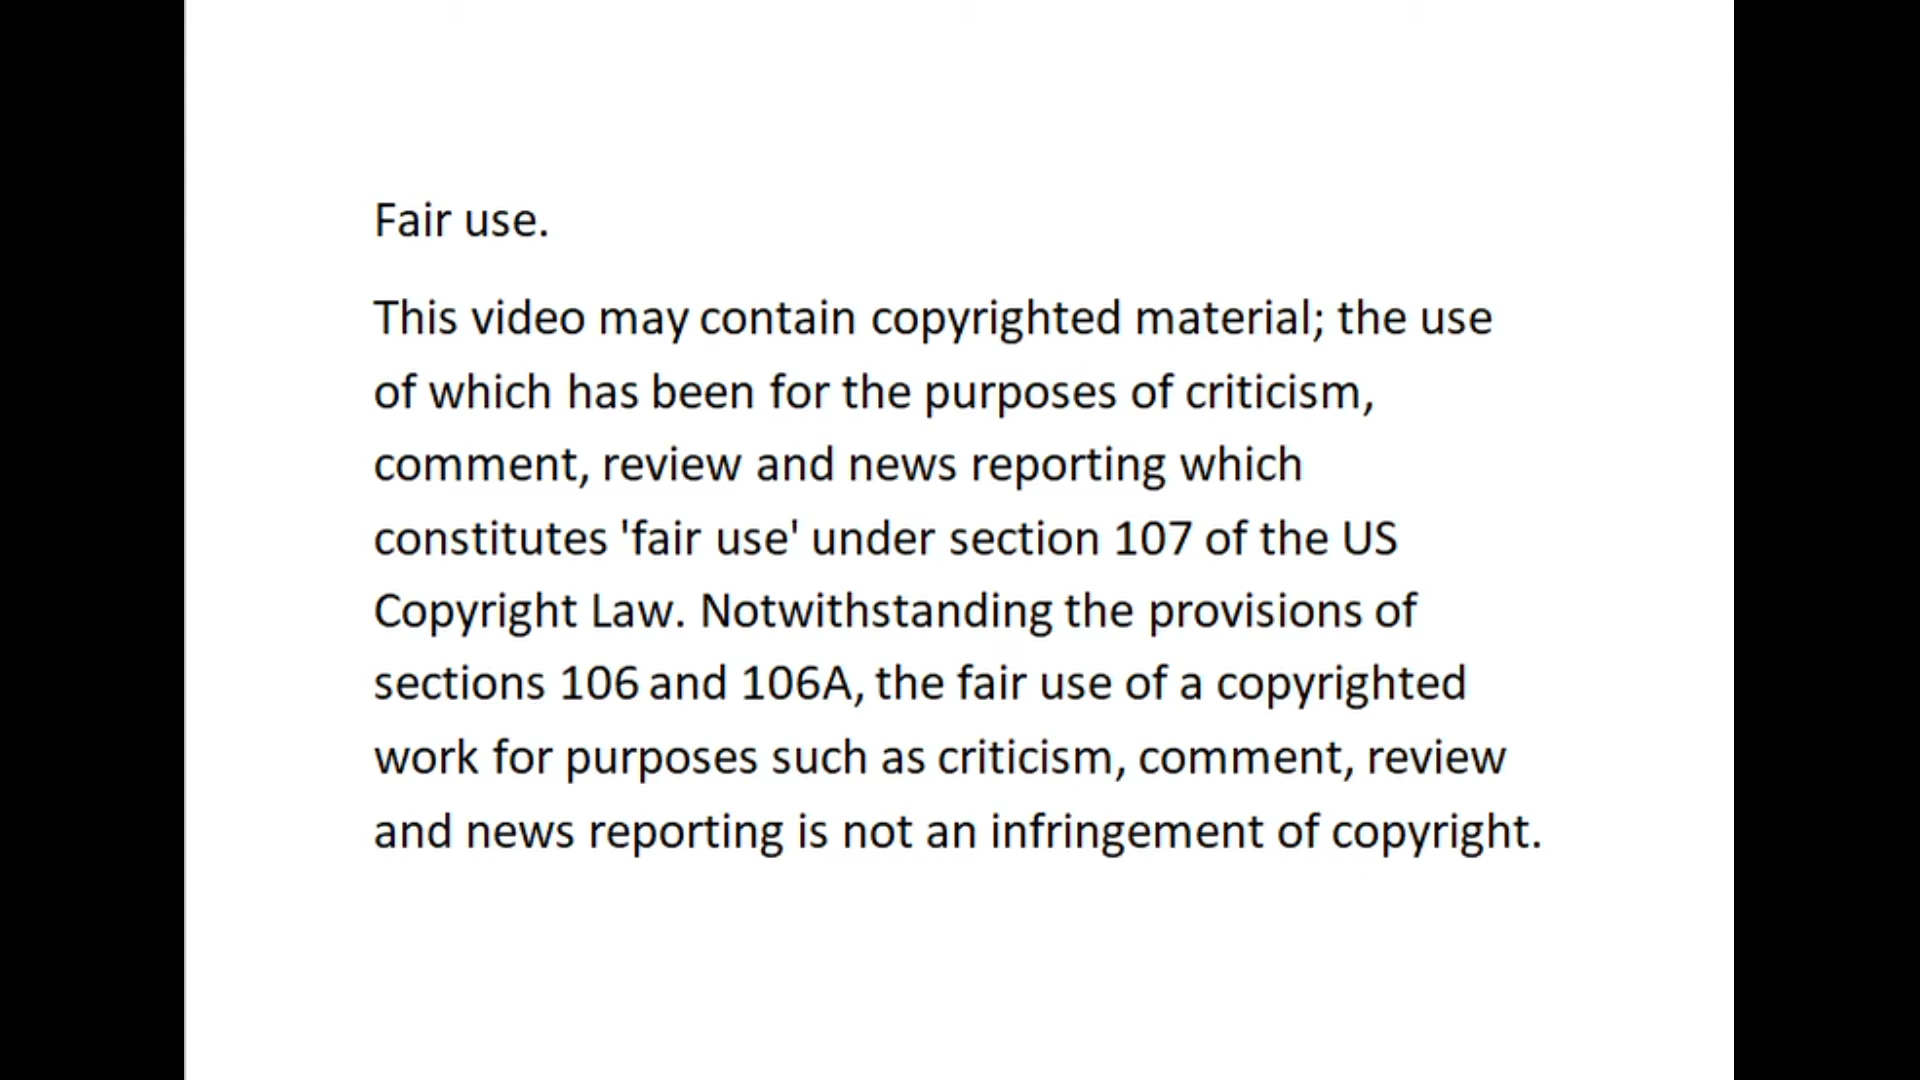 Fair use.
This video may contain copyrighted material; the use
of which has been for the purposes of criticism,
comment, review and news reporting which
constitutes 'fair use' under section 107 of the US
Copyright Law. Notwithstanding the provisions of
sections 106 and 106A, the fair use of a copyrighted
work for purposes such as criticism, comment, review
and news reporting is not an infringement of copyright.